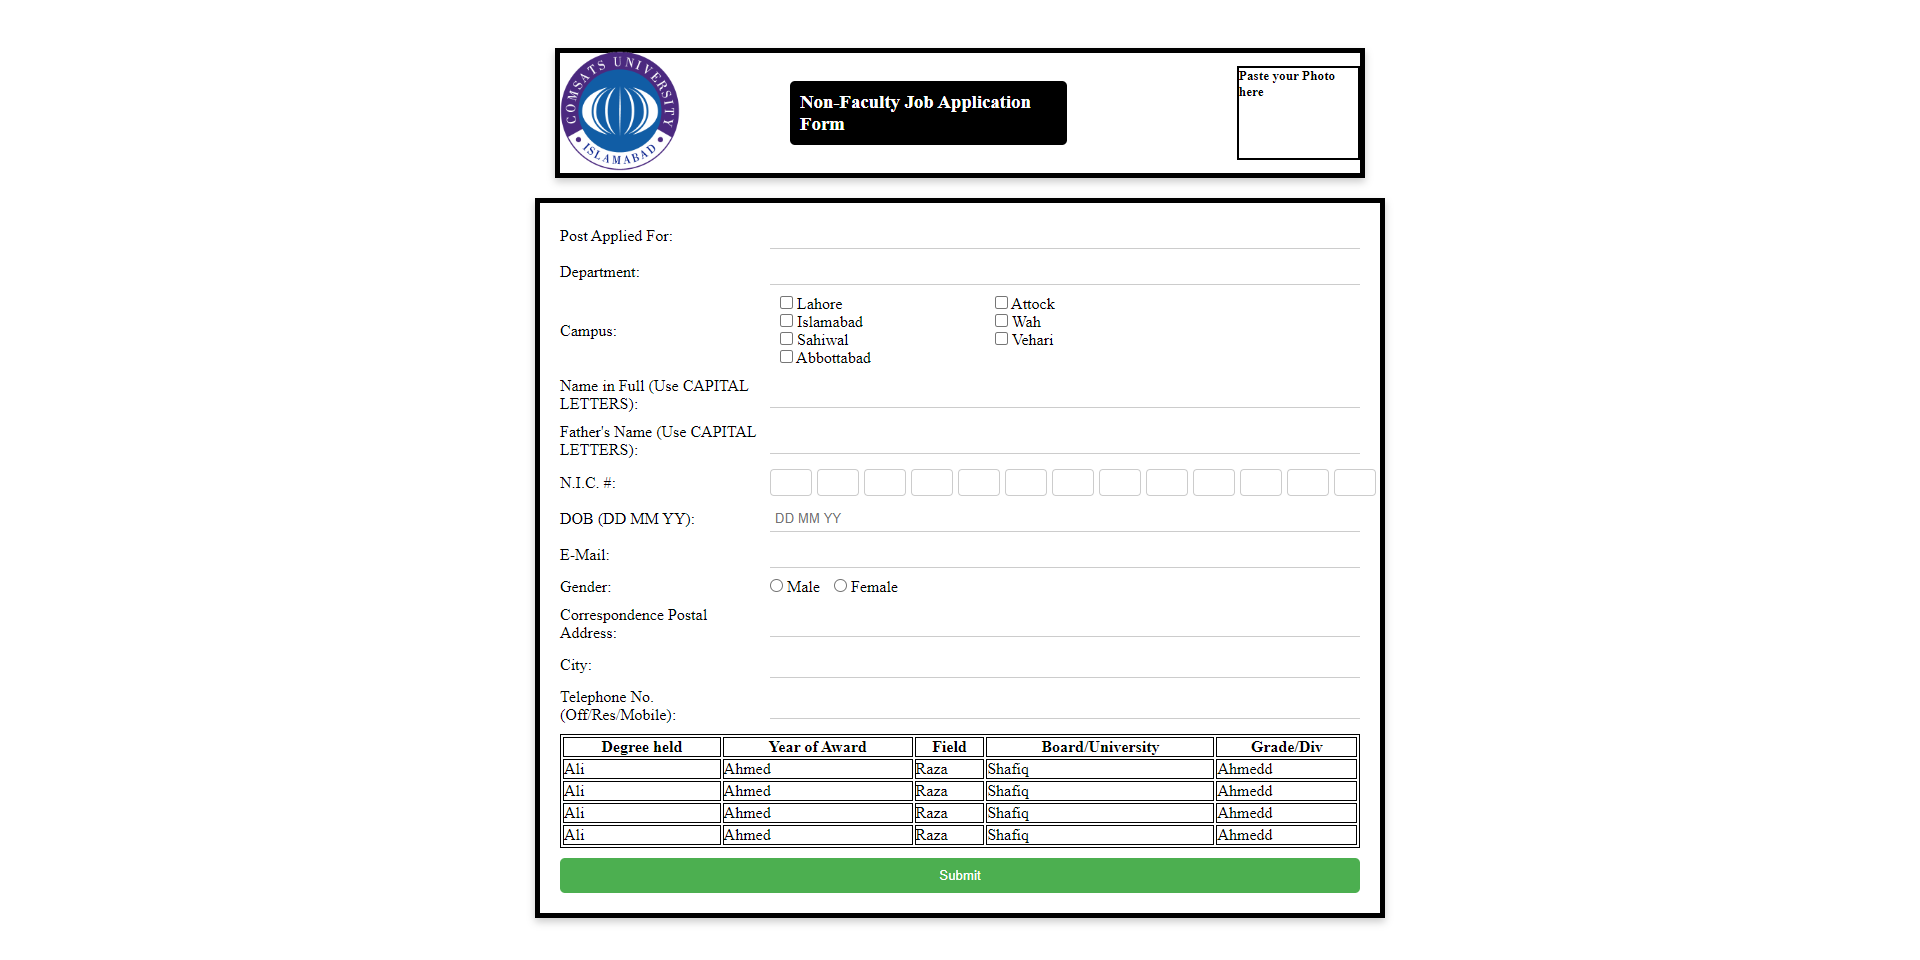 COMSATS UNIVERSITY
ISLAMABAD
Non-Faculty Job Application
Form
Paste your Photo
here
Post Applied For:
Department:
Campus:
Lahore Attock
Islamabad Wah
Sahiwal Vehari
Abbottabad
Name in Full (Use CAPITAL
LETTERS):
Father's Name (Use CAPITAL
LETTERS):
N.I.C. #:
DOB (DD MM YY): DD MM YY
E-Mail:
Gender: Male Female
Correspondence Postal
Address:
City:
Telephone No.
(Off/Res/Mobile):
Degree held Year of Award Field Board/University Grade/Div
Ali Ahmed Raza Shafiq Ahmedd
Ali Ahmed Raza Shafiq Ahmedd
Ali Ahmed Raza Shafiq Ahmedd
Ali Ahmed Raza Shafiq Ahmedd
Submit